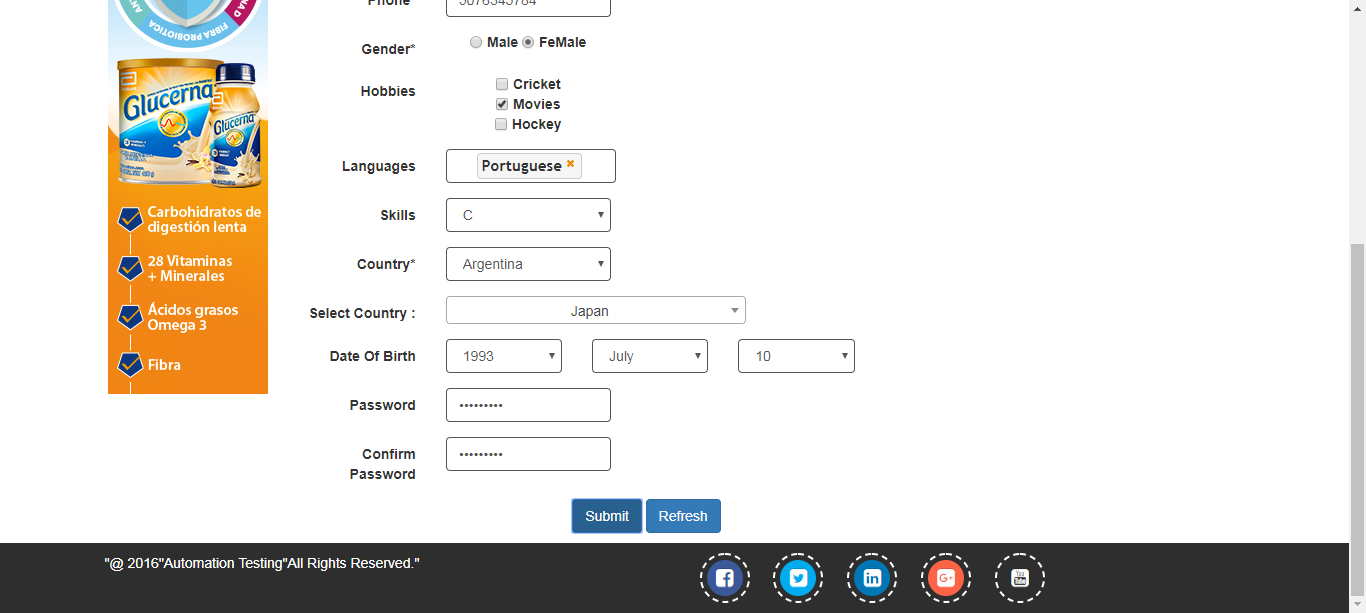 FIBRA PROBIÓTICA
Glucerna
Glucerna
Carbohidratos de
digestión lenta
28 Vitaminas
+ Minerales
Ácidos grasos
Omega 3
Fibra
Phone
Gender*
Male FeMale
Hobbies
Cricket
Movies
Hockey
Languages
Portuguese
Skills
C
Country*
Argentina
Select Country :
Japan
Date Of Birth
1993 July 10
Password
•••••••••
Confirm
Password
•••••••••
Submit Refresh
"@ 2016"Automation Testing"All Rights Reserved."
G+
You
Tube